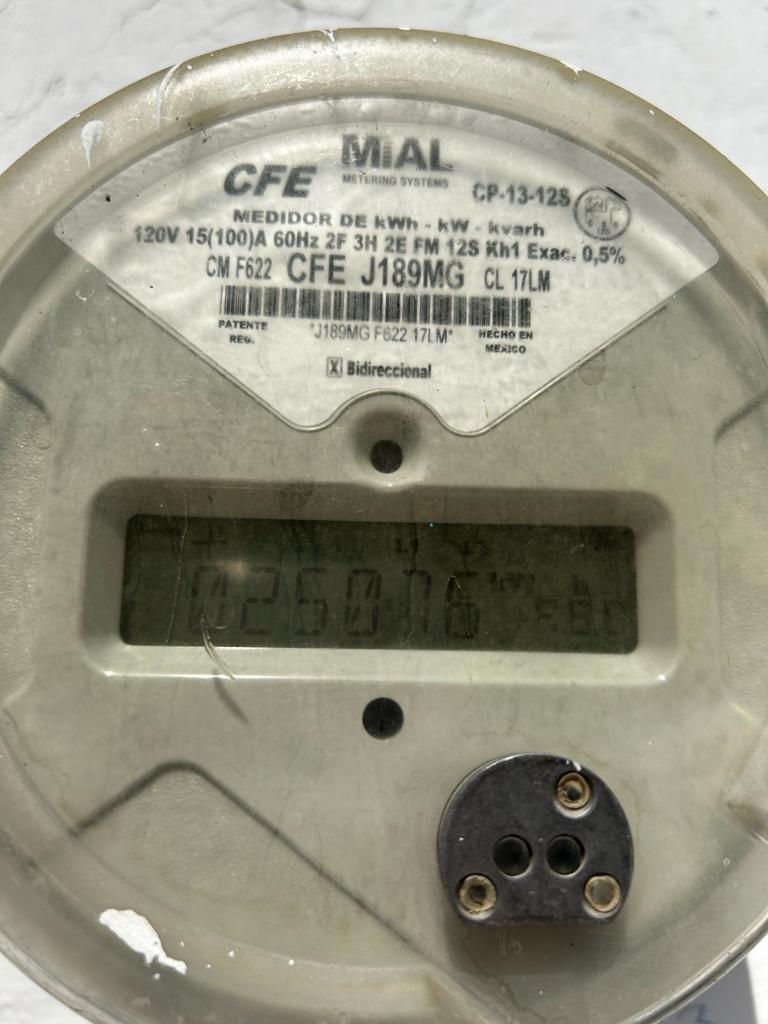 MiAL
METERING SYSTEMS
CFE
CP-13-12S
MEDIDOR DE kWh - kW - kvarh
120V 15(100)A 60Hz 2F 3H 2E FM 12S Kh1 Exac. 0,5%
CM F622 CFE J189MG CL 17LM
PATENTE REG.
*J189MG F622 17LM*
HECHO EN MEXICO
X Bidireccional